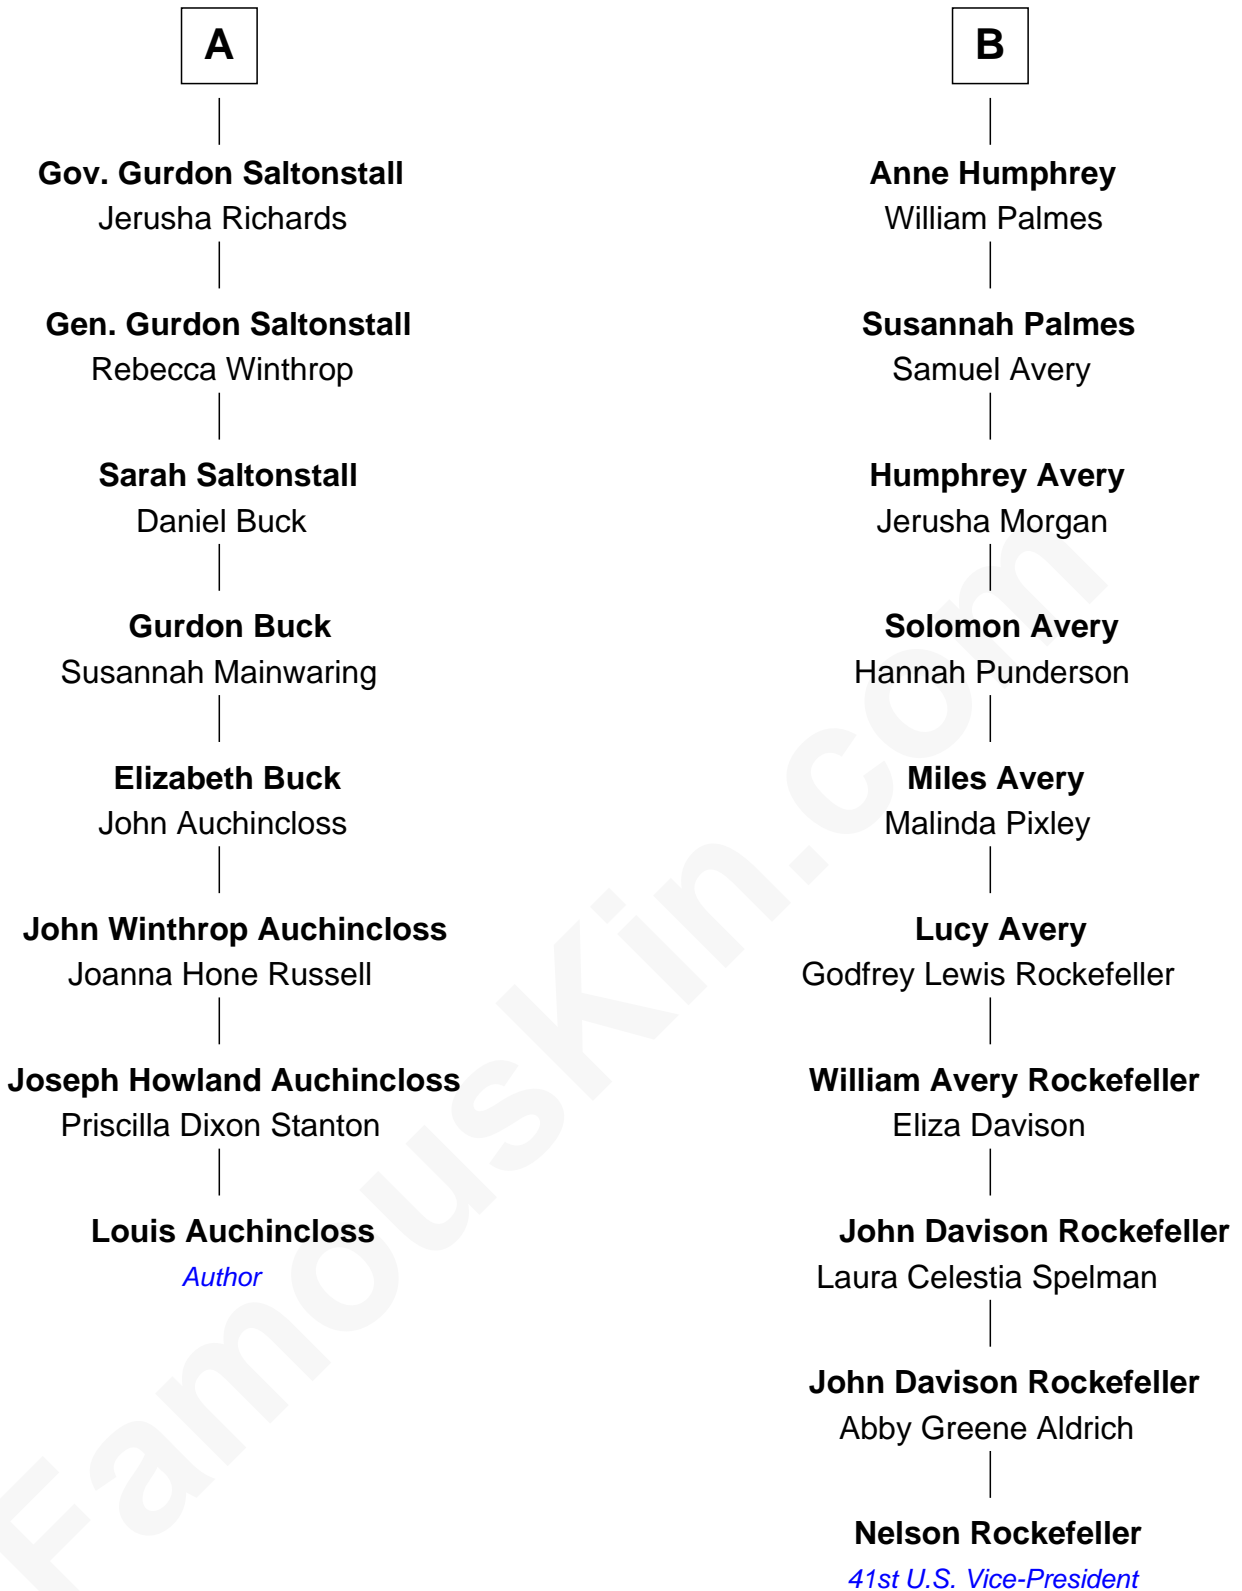 A
Gov. Gurdon Saltonstall
Jerusha Richards
Gen. Gurdon Saltonstall
Rebecca Winthrop
Sarah Saltonstall
Daniel Buck
Gurdon Buck
Susannah Mainwaring
Elizabeth Buck
John Auchincloss
John Winthrop Auchincloss
Joanna Hone Russell
Joseph Howland Auchincloss
Priscilla Dixon Stanton
Louis Auchincloss
Author
B
Anne Humphrey
William Palmes
Susannah Palmes
Samuel Avery
Humphrey Avery
Jerusha Morgan
Solomon Avery
Hannah Punderson
Miles Avery
Malinda Pixley
Lucy Avery
Godfrey Lewis Rockefeller
William Avery Rockefeller
Eliza Davison
John Davison Rockefeller
Laura Celestia Spelman
John Davison Rockefeller
Abby Greene Aldrich
Nelson Rockefeller
41st U.S. Vice-President
FamousKin.com